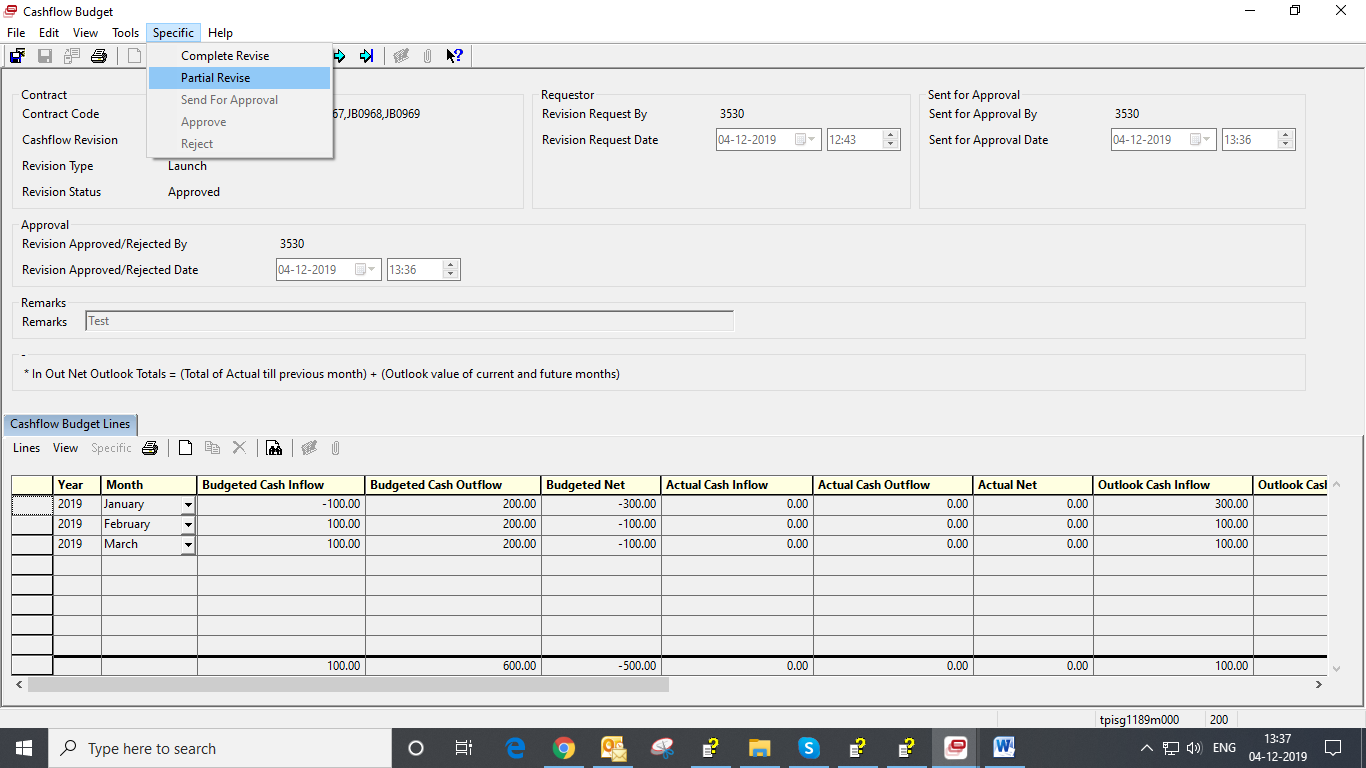 Cashflow Budget
File Edit View Tools Specific Help
Complete Revise
Partial Revise
Send For Approval
Approve
Reject
Contract
Contract Code 67,JB0968,JB0969
Cashflow Revision
Revision Type Launch
Revision Status Approved
Requestor
Revision Request By 3530
Revision Request Date 04-12-2019 12:43
Sent for Approval
Sent for Approval By 3530
Sent for Approval Date 04-12-2019 13:36
Approval
Revision Approved/Rejected By 3530
Revision Approved/Rejected Date 04-12-2019 13:36
Remarks
Remarks Test
-
* In Out Net Outlook Totals = (Total of Actual till previous month) + (Outlook value of current and future months)
Cashflow Budget Lines
Lines View Specific
Year Month Budgeted Cash Inflow Budgeted Cash Outflow Budgeted Net Actual Cash Inflow Actual Cash Outflow Actual Net Outlook Cash Inflow Outlook Cas
2019 January -100.00 200.00 -300.00 0.00 0.00 0.00 300.00
2019 February 100.00 200.00 -100.00 0.00 0.00 0.00 100.00
2019 March 100.00 200.00 -100.00 0.00 0.00 0.00 100.00
100.00 600.00 -500.00 0.00 0.00 0.00 100.00
tpisg1189m000 200
Type here to search
ENG
13:37
04-12-2019